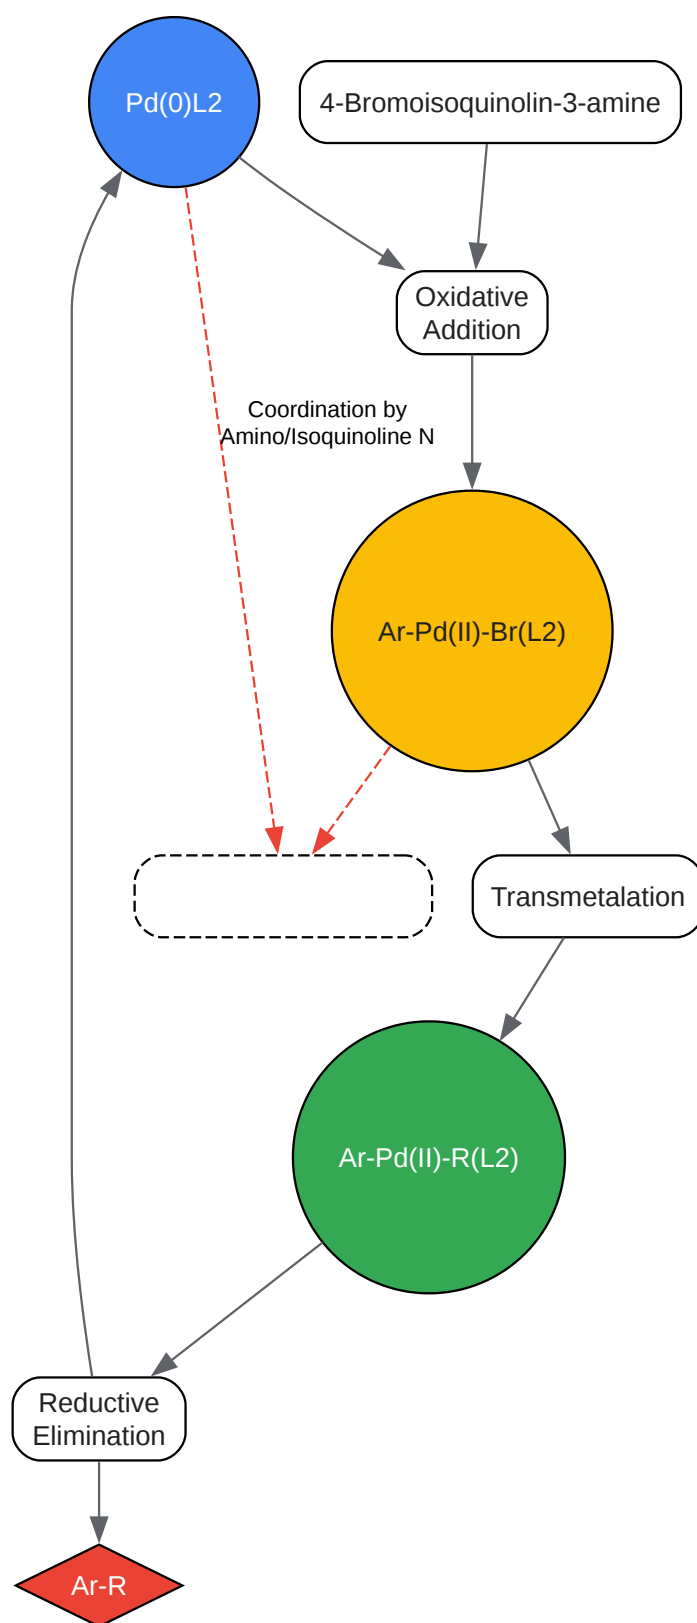 Pd(0)L2
4-Bromoisoquinolin-3-amine
Oxidative
Addition
Coordination by
Amino/Isoquinoline N
Ar-Pd(II)-Br(L2)
Transmetalation
Ar-Pd(II)-R(L2)
Reductive
Elimination
Ar-R